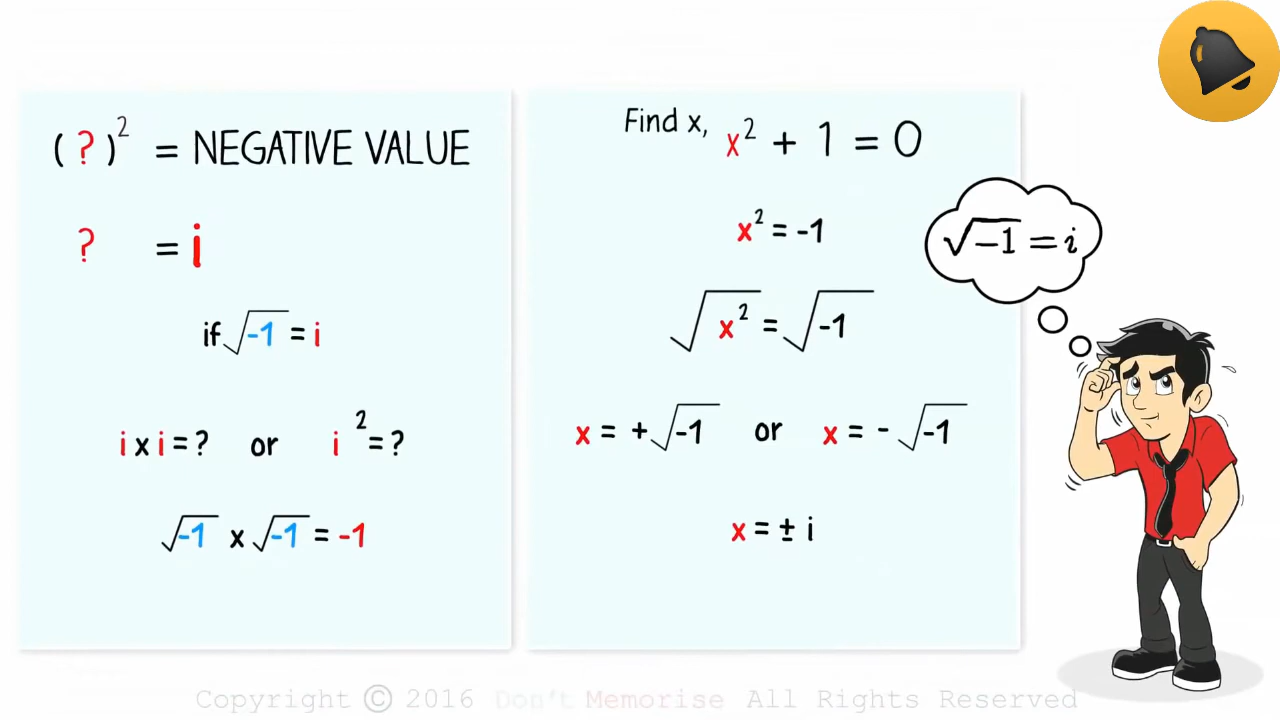 (?)² = NEGATIVE VALUE
? = i
if √-1 = i
i x i = ? or i² = ?
√-1 x √-1 = -1
Find x, x² + 1 = 0
x² = -1
√x² = √-1
x = +√-1 or x = -√-1
x = ± i
√-1 = i
Copyright © 2016 Don't Memorise All Rights Reserved